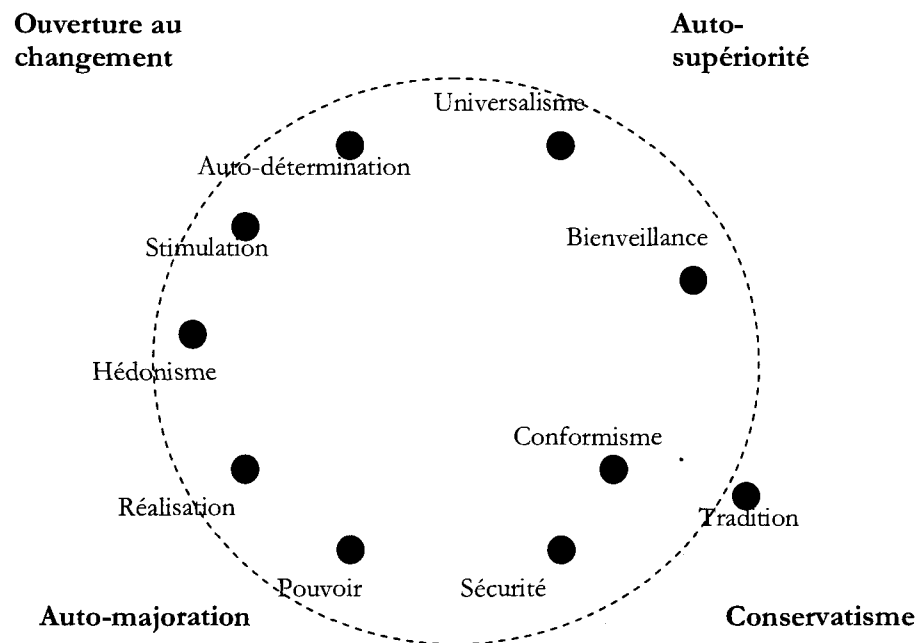 Ouverture au
changement
Auto-
supériorité
Universalisme
Auto-détermination
Bienveillance
Stimulation
Hédonisme
Conformisme
Réalisation
Tradition
Pouvoir
Sécurité
Auto-majoration
Conservatisme